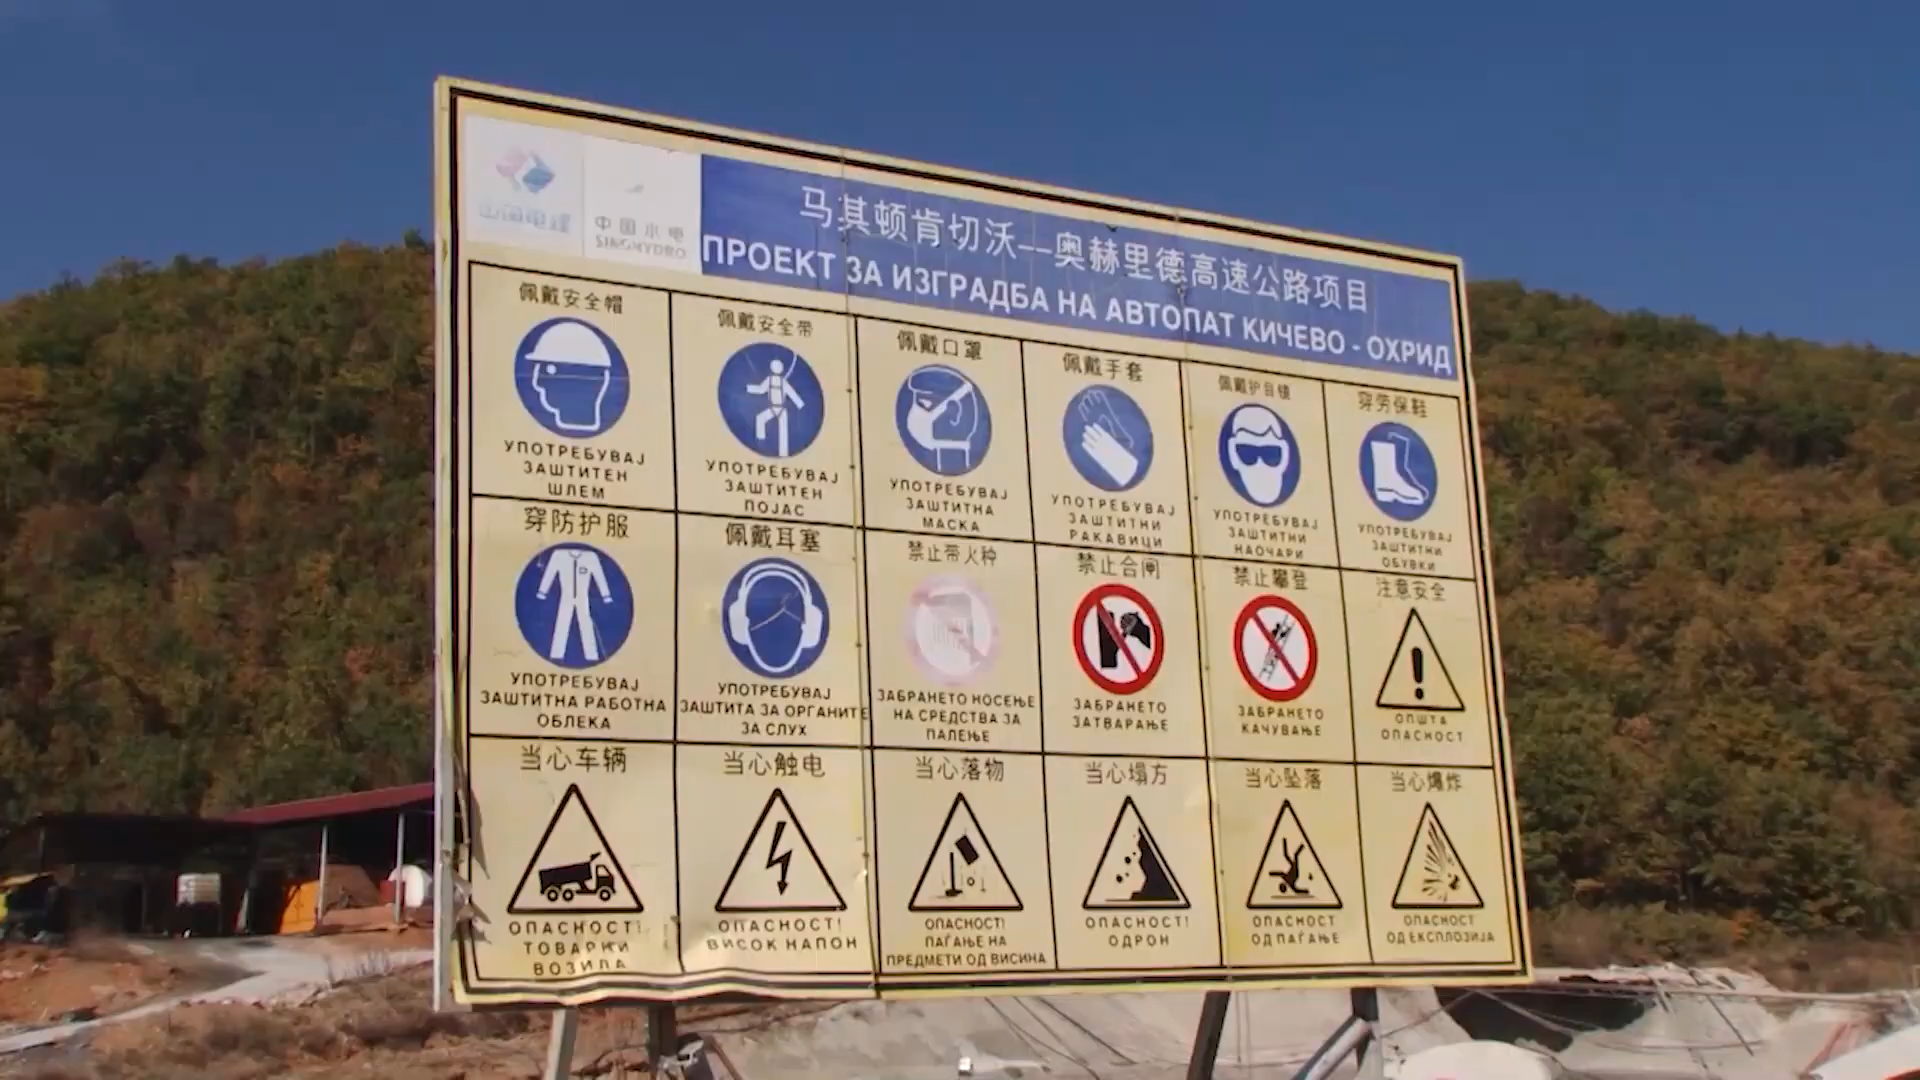 中国水电
SINOHYDRO
马其顿肯切沃—奥赫里德高速公路项目
ПРОЕКТ ЗА ИЗГРАДБА НА АВТОПАТ КИЧЕВО - ОХРИД
佩戴安全帽
УПОТРЕБУВАЈ
ЗАШТИТЕН
ШЛЕМ
佩戴安全带
УПОТРЕБУВАЈ
ЗАШТИТЕН
ПОЈАС
佩戴口罩
УПОТРЕБУВАЈ
ЗАШТИТНА
МАСКА
佩戴手套
УПОТРЕБУВАЈ
ЗАШТИТНИ
РАКАВИЦИ
佩戴护目镜
УПОТРЕБУВАЈ
ЗАШТИТНИ
НАОЧАРИ
穿劳保鞋
УПОТРЕБУВАЈ
ЗАШТИТНИ
ОБУВКИ
穿防护服
УПОТРЕБУВАЈ
ЗАШТИТНА РАБОТНА
ОБЛЕКА
佩戴耳塞
УПОТРЕБУВАЈ
ЗАШТИТА ЗА ОРГАНИТЕ
ЗА СЛУХ
禁止带火种
ЗАБРАНЕТО НОСЕЊЕ
НА СРЕДСТВА ЗА
ПАЛЕЊЕ
禁止合闸
ЗАБРАНЕТО
ЗАТВАРАЊЕ
禁止攀登
ЗАБРАНЕТО
КАЧУВАЊЕ
注意安全
ОПШТА
ОПАСНОСТ
当心车辆
ОПАСНОСТ!
ТОВАРНИ
ВОЗИЛА
当心触电
ОПАСНОСТ!
ВИСОК НАПОН
当心落物
ОПАСНОСТ!
ПАЃАЊЕ НА
ПРЕДМЕТИ ОД ВИСИНА
当心塌方
ОПАСНОСТ!
ОДРОН
当心坠落
ОПАСНОСТ
ОД ПАЃАЊЕ
当心爆炸
ОПАСНОСТ
ОД ЕКСПЛОЗИЈА